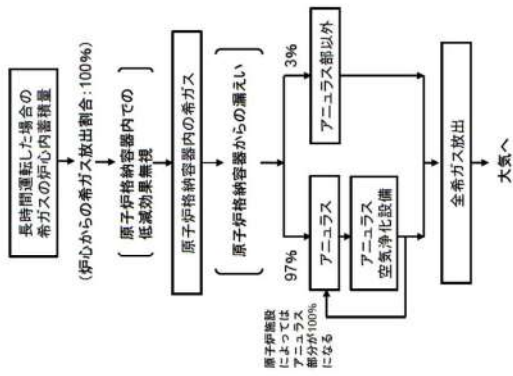 長時間運転した場合の
希ガスの炉心内蓄積量
(炉心からの希ガス放出割合:100%)
原子炉格納容器内での
低減効果無視
原子炉格納容器内の希ガス
原子炉格納容器からの漏えい
97%
3%
原子炉施設
によっては
アニュラス
部分が100%
になる
アニュラス
アニュラス部以外
アニュラス
空気浄化設備
全希ガス放出
大気へ